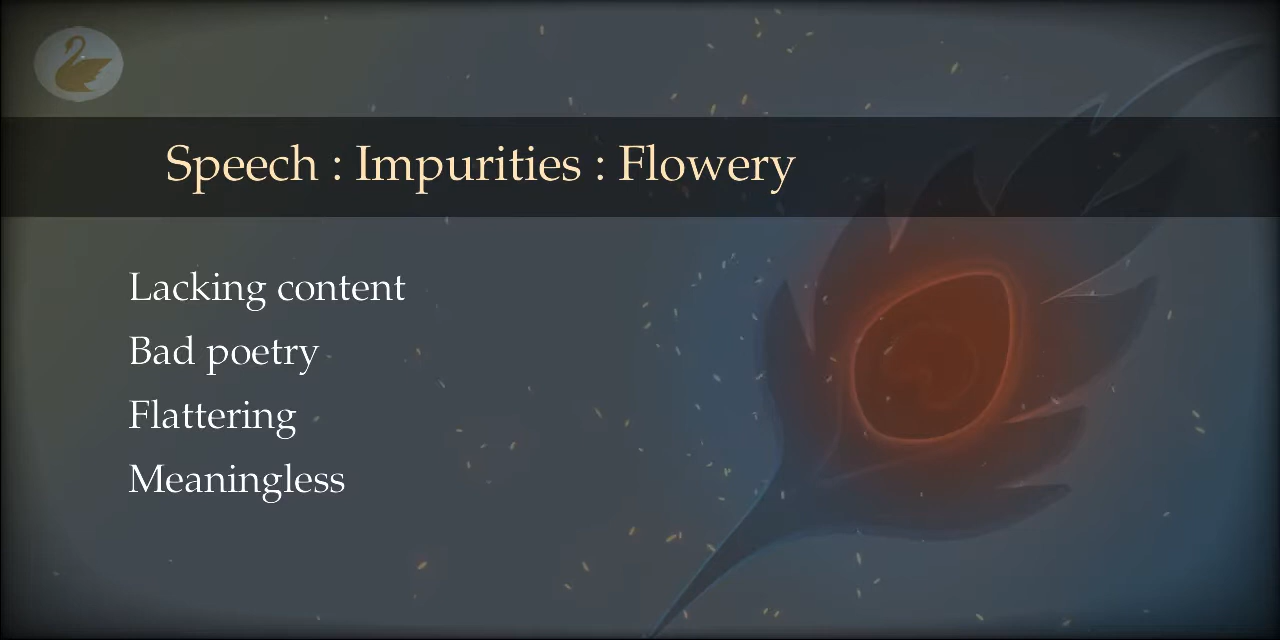 Speech : Impurities : Flowery
Lacking content
Bad poetry
Flattering
Meaningless